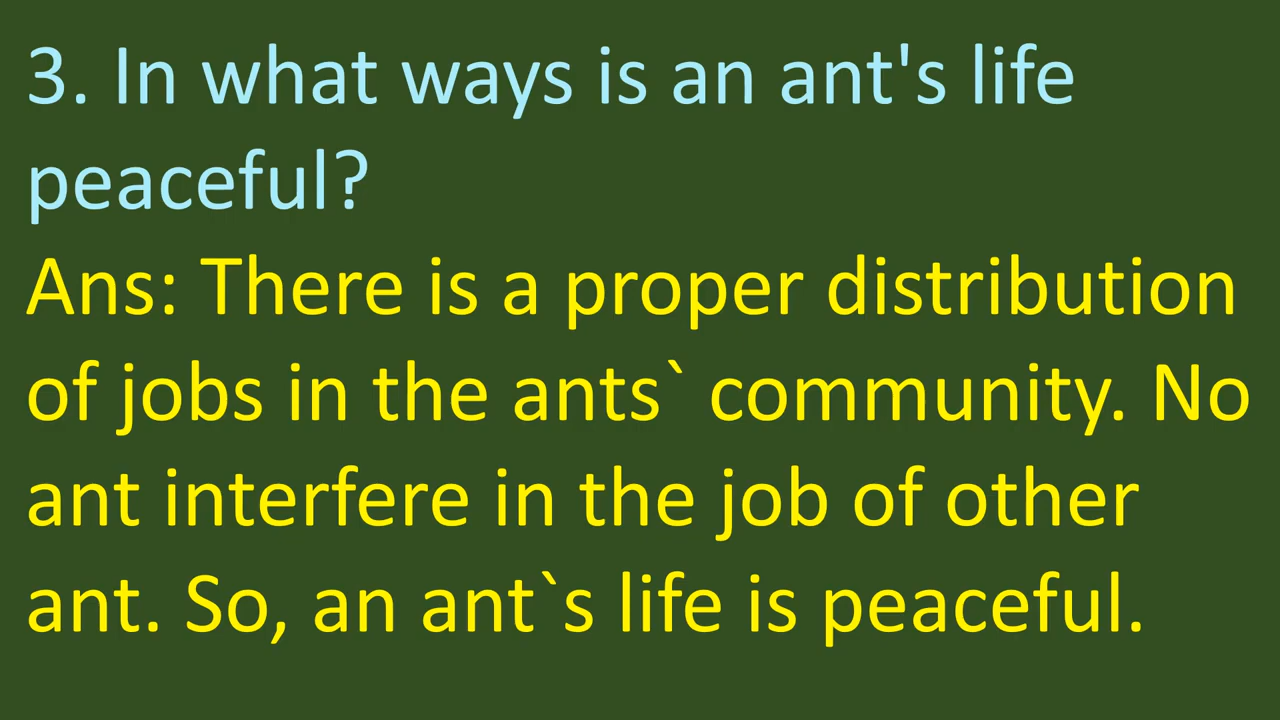 3. In what ways is an ant's life
peaceful?
Ans: There is a proper distribution
of jobs in the ants` community. No
ant interfere in the job of other
ant. So, an ant`s life is peaceful.